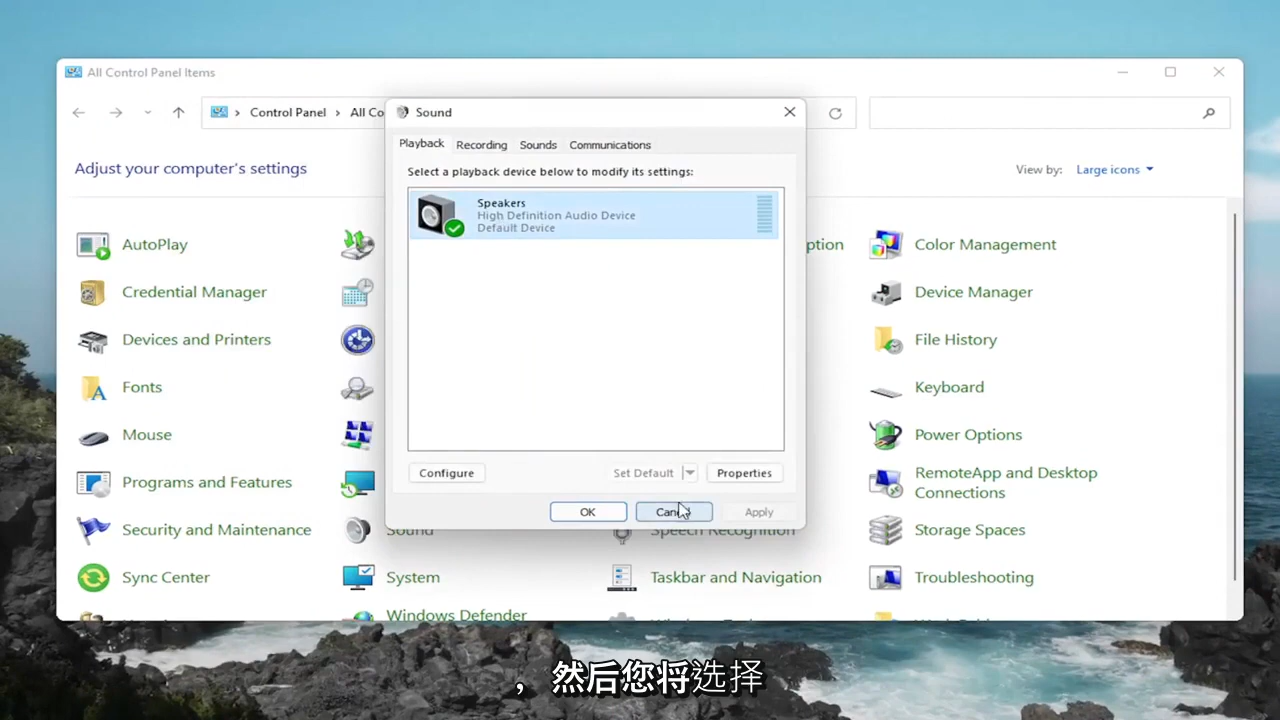 All Control Panel Items
Control Panel > All Co
Adjust your computer's settings
View by: Large icons
Sound
Playback Recording Sounds Communications
Select a playback device below to modify its settings:
Speakers
High Definition Audio Device
Default Device
Configure Set Default Properties
OK Cancel Apply
AutoPlay
ption
Color Management
Credential Manager
Device Manager
Devices and Printers
File History
Fonts
Keyboard
Mouse
Power Options
Programs and Features
RemoteApp and Desktop
Connections
Security and Maintenance
Sound
Speech Recognition
Storage Spaces
Sync Center
System
Taskbar and Navigation
Troubleshooting
Windows Defender
，然后您将选择